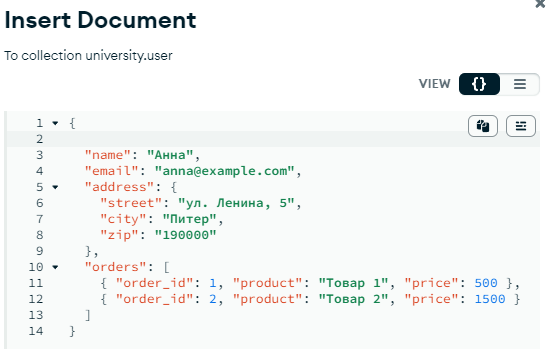 Insert Document
To collection university.user
VIEW {}
1 {
2
3 "name": "Анна",
4 "email": "anna@example.com",
5 "address": {
6 "street": "ул. Ленина, 5",
7 "city": "Питер",
8 "zip": "190000"
9 },
10 "orders": [
11 { "order_id": 1, "product": "Товар 1", "price": 500 },
12 { "order_id": 2, "product": "Товар 2", "price": 1500 }
13 ]
14 }